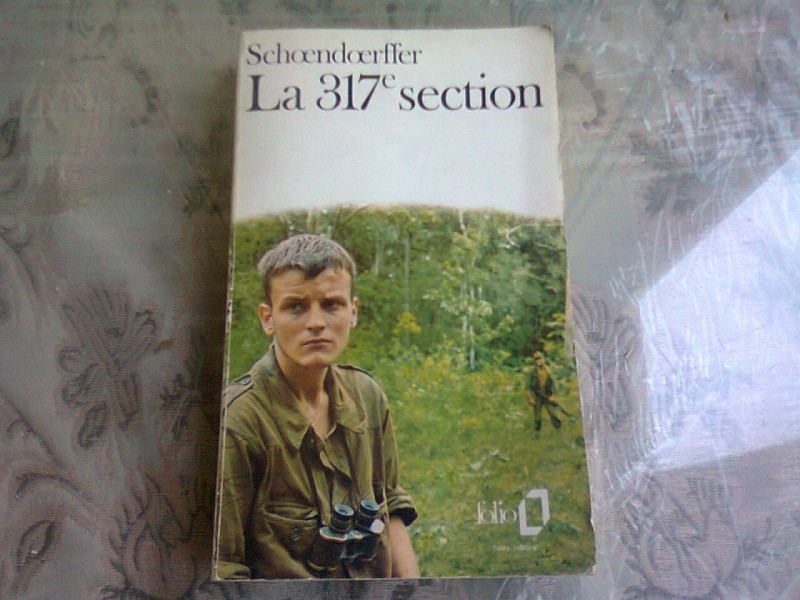 Schœndœrffer
La 317e section
folio